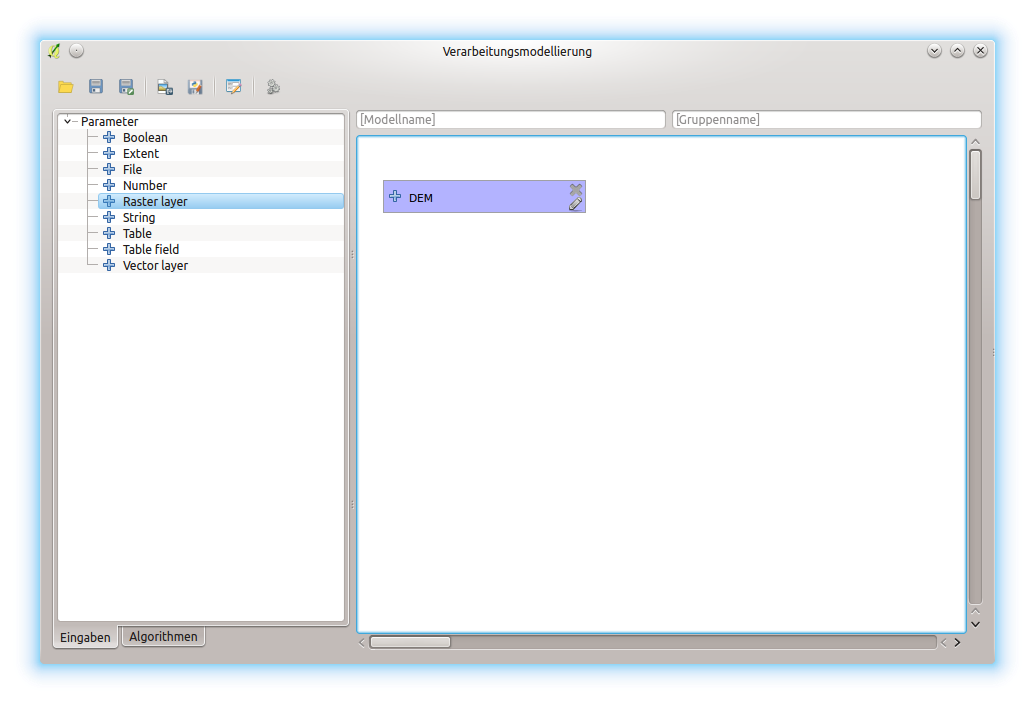 Verarbeitungsmodellierung
[Modellname]
[Gruppenname]
Parameter
Boolean
Extent
File
Number
Raster layer
String
Table
Table field
Vector layer
DEM
Eingaben
Algorithmen